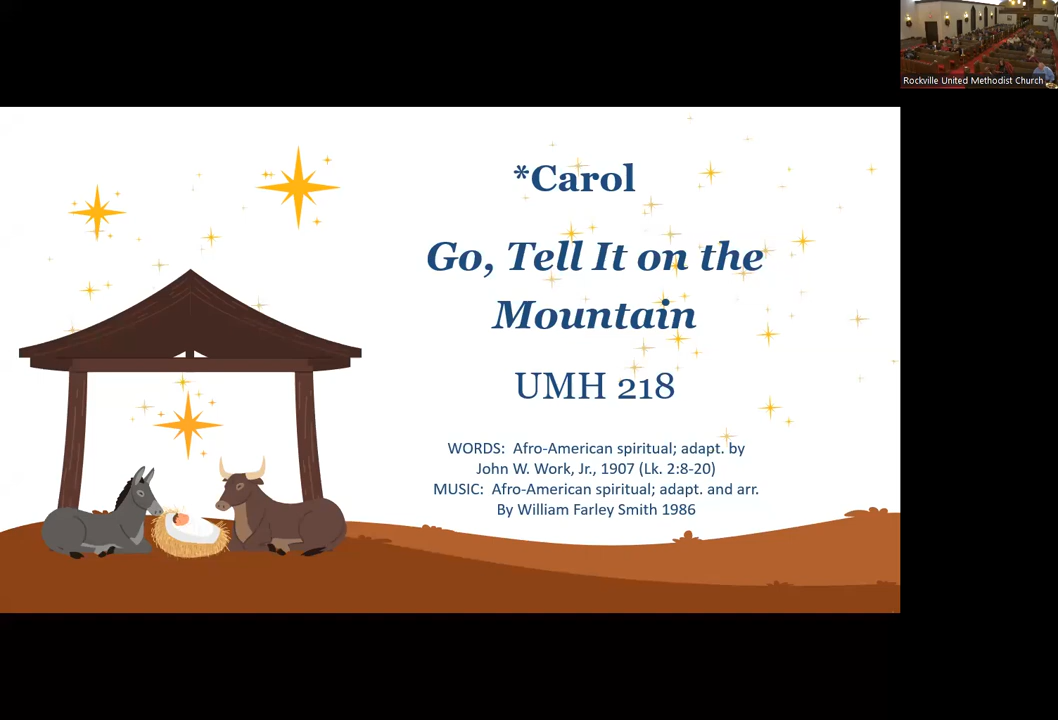 Rockville United Methodist Church
*Carol
Go, Tell It on the
Mountain
UMH 218
WORDS: Afro-American spiritual; adapt. by
John W. Work, Jr., 1907 (Lk. 2:8-20)
MUSIC: Afro-American spiritual; adapt. and arr.
By William Farley Smith 1986